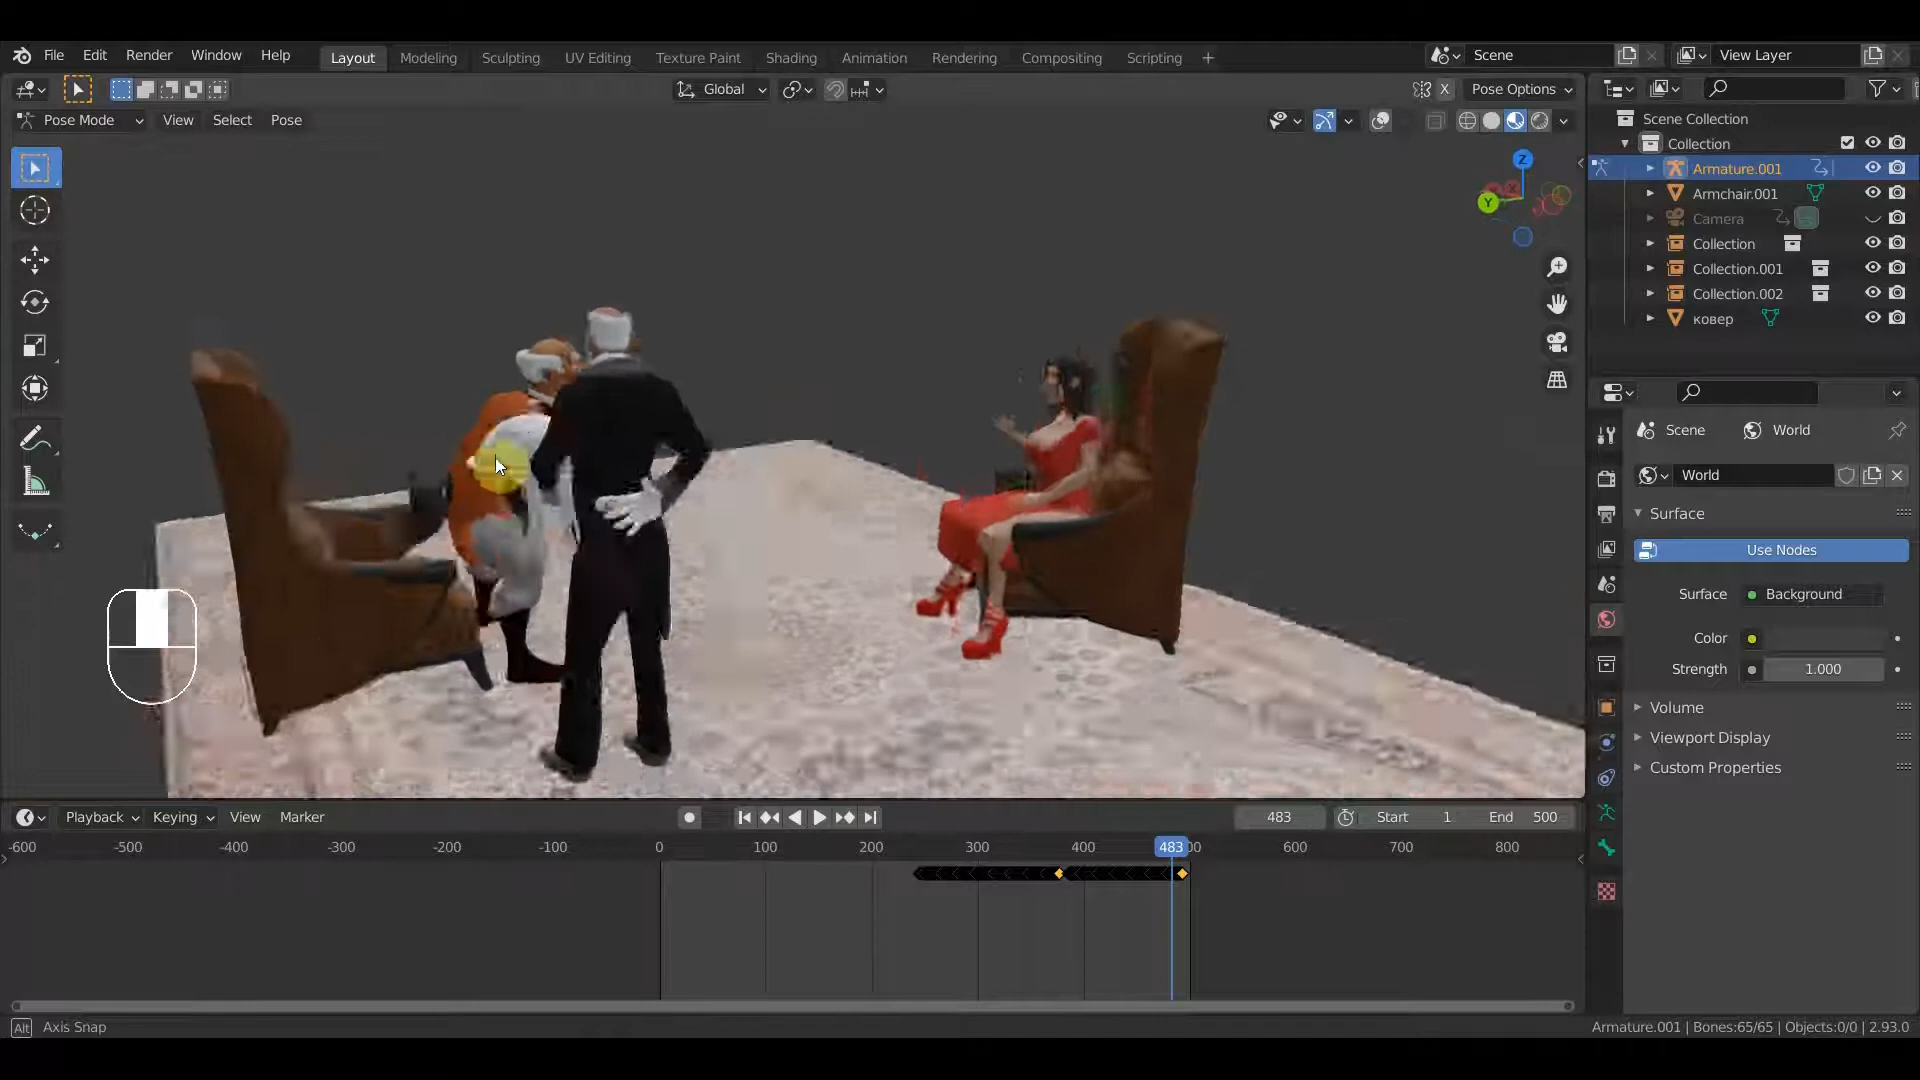 File Edit Render Window Help Layout Modeling Sculpting UV Editing Texture Paint Shading Animation Rendering Compositing Scripting + Scene View Layer
Global X Pose Options
Pose Mode View Select Pose
Scene Collection
Collection
Armature.001
Armchair.001
Camera
Collection
Collection.001
Collection.002
ковер
Z
Y
Scene World
World
Surface
Use Nodes
Surface Background
Color
Strength 1.000
Volume
Viewport Display
Custom Properties
Playback Keying View Marker 483 Start 1 End 500
-600 -500 -400 -300 -200 -100 0 100 200 300 400 483 00 600 700 800
Alt Axis Snap Armature.001 | Bones:65/65 | Objects:0/0 | 2.93.0